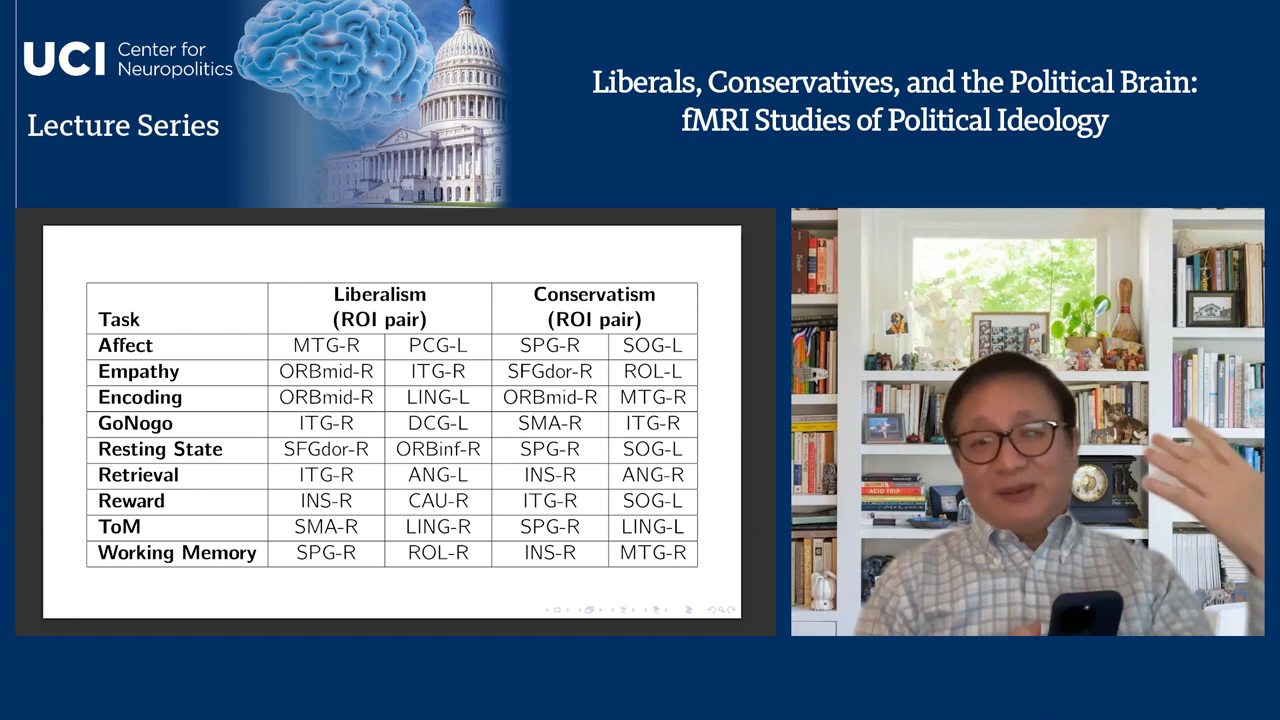 UCI Center for
Neuropolitics
Lecture Series
Liberals, Conservatives, and the Political Brain:
fMRI Studies of Political Ideology
Task Liberalism (ROI pair) Conservatism (ROI pair)
Affect MTG-R PCG-L SPG-R SOG-L
Empathy ORBmid-R ITG-R SFGdor-R ROL-L
Encoding ORBmid-R LING-L ORBmid-R MTG-R
GoNogo ITG-R DCG-L SMA-R ITG-R
Resting State SFGdor-R ORBinf-R SPG-R SOG-L
Retrieval ITG-R ANG-L INS-R ANG-R
Reward INS-R CAU-R ITG-R SOG-L
ToM SMA-R LING-R SPG-R LING-L
Working Memory SPG-R ROL-R INS-R MTG-R
ACID TRIP